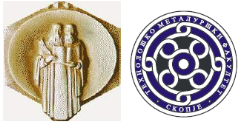 ТЕХНОЛОШКО МЕТАЛУРШКИ ФАКУЛТЕТ
СКОПЈЕ